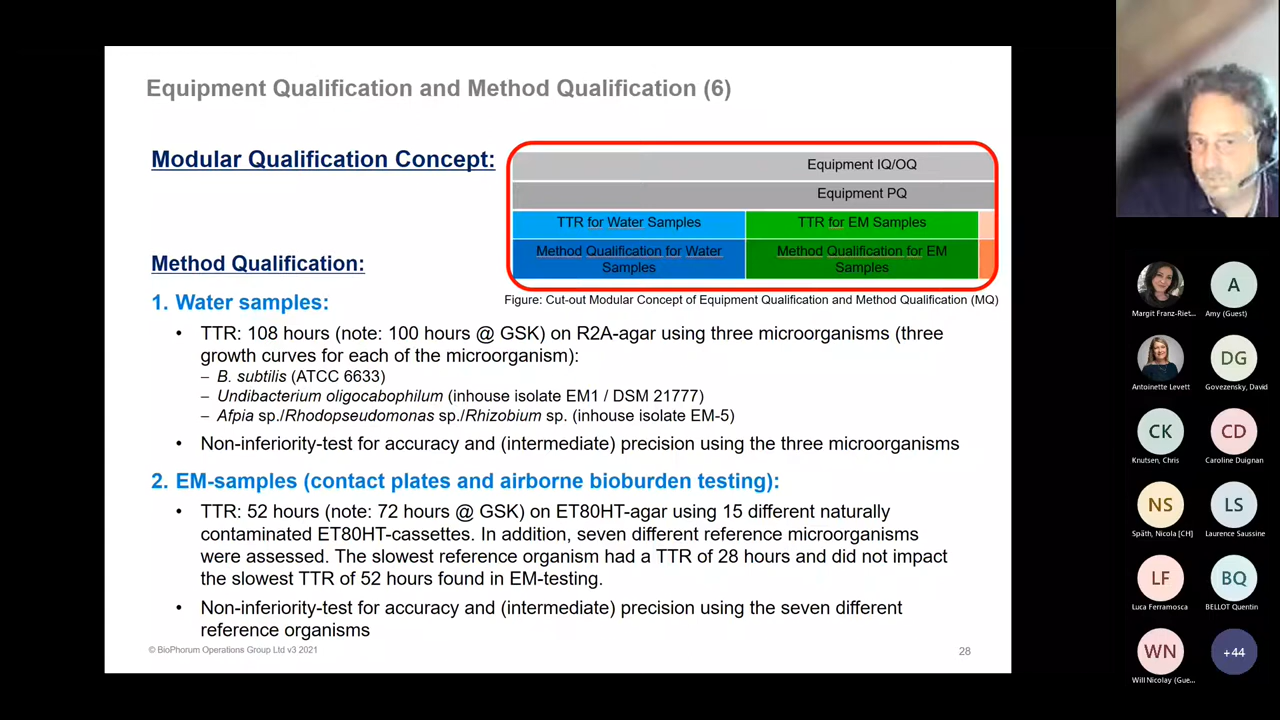 Equipment Qualification and Method Qualification (6)
Modular Qualification Concept:
Equipment IQ/OQ
Equipment PQ
TTR for Water Samples
TTR for EM Samples
Method Qualification for Water
Samples
Method Qualification for EM
Samples
Figure: Cut-out Modular Concept of Equipment Qualification and Method Qualification (MQ)
Method Qualification:
1. Water samples:
• TTR: 108 hours (note: 100 hours @ GSK) on R2A-agar using three microorganisms (three
growth curves for each of the microorganism):
– B. subtilis (ATCC 6633)
– Undibacterium oligocabophilum (inhouse isolate EM1 / DSM 21777)
– Afpia sp./Rhodopseudomonas sp./Rhizobium sp. (inhouse isolate EM-5)
• Non-inferiority-test for accuracy and (intermediate) precision using the three microorganisms
2. EM-samples (contact plates and airborne bioburden testing):
• TTR: 52 hours (note: 72 hours @ GSK) on ET80HT-agar using 15 different naturally
contaminated ET80HT-cassettes. In addition, seven different reference microorganisms
were assessed. The slowest reference organism had a TTR of 28 hours and did not impact
the slowest TTR of 52 hours found in EM-testing.
• Non-inferiority-test for accuracy and (intermediate) precision using the seven different
reference organisms
© BioPhorum Operations Group Ltd v3 2021
28
Margit Franz-Riet...
A
Amy (Guest)
Antoinette Levett
DG
Govezensky, David
CK
Knutsen, Chris
CD
Caroline Duignan
NS
Späth, Nicola [CH]
LS
Laurence Saussine
LF
Luca Ferramosca
BQ
BELLOT Quentin
WN
Will Nicolay (Gue...
+44